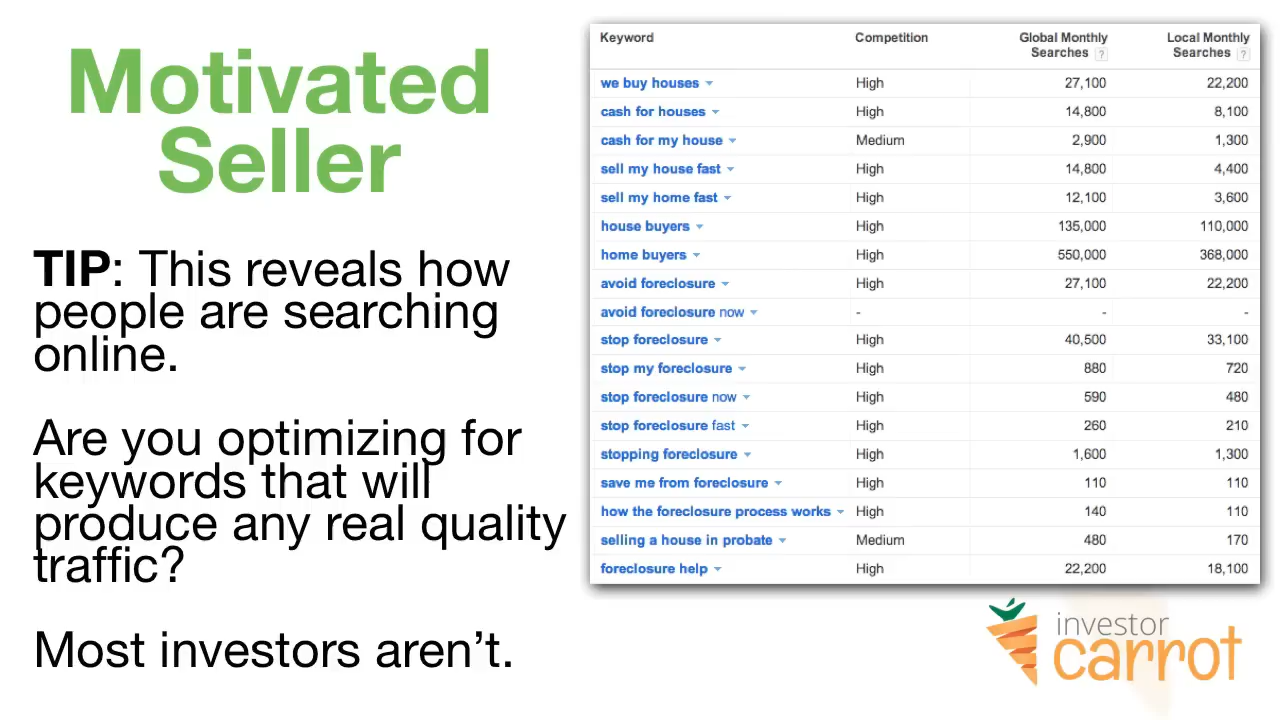 Motivated
Seller
TIP: This reveals how
people are searching
online.
Are you optimizing for
keywords that will
produce any real quality
traffic?
Most investors aren’t.
Keyword Competition Global Monthly Searches ? Local Monthly Searches ?
we buy houses High 27,100 22,200
cash for houses High 14,800 8,100
cash for my house Medium 2,900 1,300
sell my house fast High 14,800 4,400
sell my home fast High 12,100 3,600
house buyers High 135,000 110,000
home buyers High 550,000 368,000
avoid foreclosure High 27,100 22,200
avoid foreclosure now - - -
stop foreclosure High 40,500 33,100
stop my foreclosure High 880 720
stop foreclosure now High 590 480
stop foreclosure fast High 260 210
stopping foreclosure High 1,600 1,300
save me from foreclosure High 110 110
how the foreclosure process works High 140 110
selling a house in probate Medium 480 170
foreclosure help High 22,200 18,100
investor
carrot